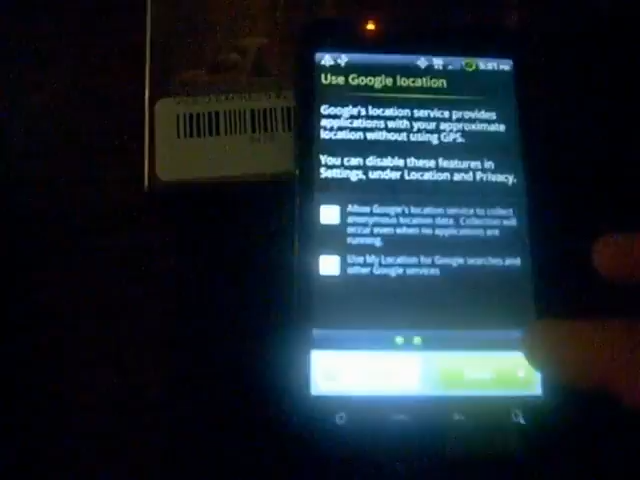 Use Google location
Google's location service provides
applications with your approximate
location without using GPS.
You can disable these features in
Settings, under Location and Privacy.
Allow Google's location service to collect
anonymous location data. Collection will
occur even when no applications are
running.
Use My Location for Google searches and
other Google services